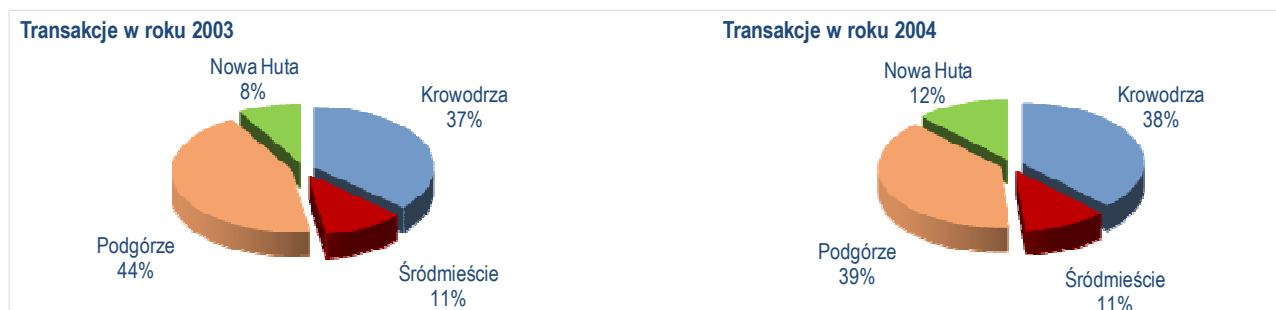 Transakcje w roku 2003
Nowa Huta
8%
Krowodrza
37%
Podgórze
44%
Śródmieście
11%
Transakcje w roku 2004
Nowa Huta
12%
Krowodrza
38%
Podgórze
39%
Śródmieście
11%